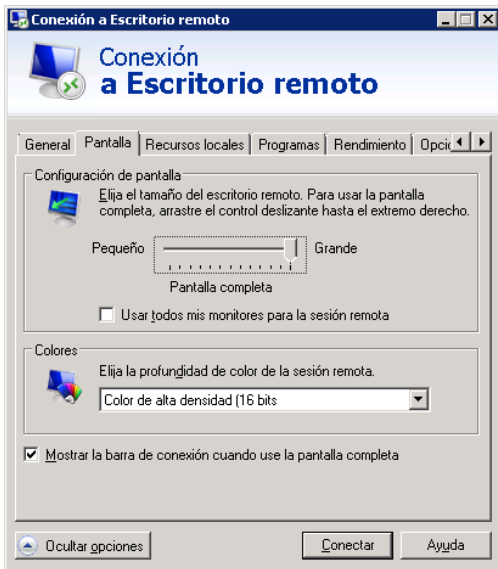 Conexión a Escritorio remoto
Conexión
a Escritorio remoto
General Pantalla Recursos locales Programas Rendimiento Opcio
Configuración de pantalla
Elija el tamaño del escritorio remoto. Para usar la pantalla
completa, arrastre el control deslizante hasta el extremo derecho.
Pequeño Grande
Pantalla completa
Usar todos mis monitores para la sesión remota
Colores
Elija la profundidad de color de la sesión remota.
Color de alta densidad (16 bits
Mostrar la barra de conexión cuando use la pantalla completa
Ocultar opciones Conectar Ayuda